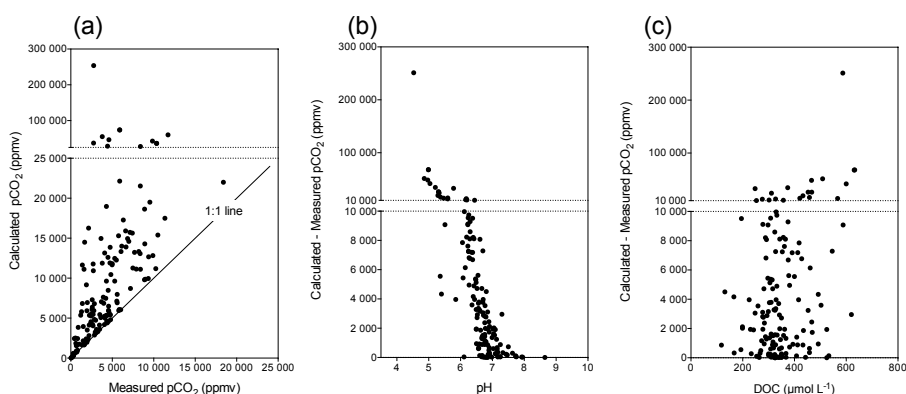 (a)
300 000
200 000
100 000
25 000
20 000
15 000
10 000
5 000
0
Calculated pCO₂ (ppmv)
1:1 line
0 5 000 10 000 15 000 20 000 25 000
Measured pCO₂ (ppmv)
(b)
300 000
200 000
100 000
10 000
10 000
8 000
6 000
4 000
2 000
0
Calculated - Measured pCO₂ (ppmv)
4 5 6 7 8 9 10
pH
(c)
300 000
200 000
100 000
10 000
10 000
8 000
6 000
4 000
2 000
0
Calculated - Measured pCO₂ (ppmv)
0 200 400 600 800
DOC (µmol L⁻¹)